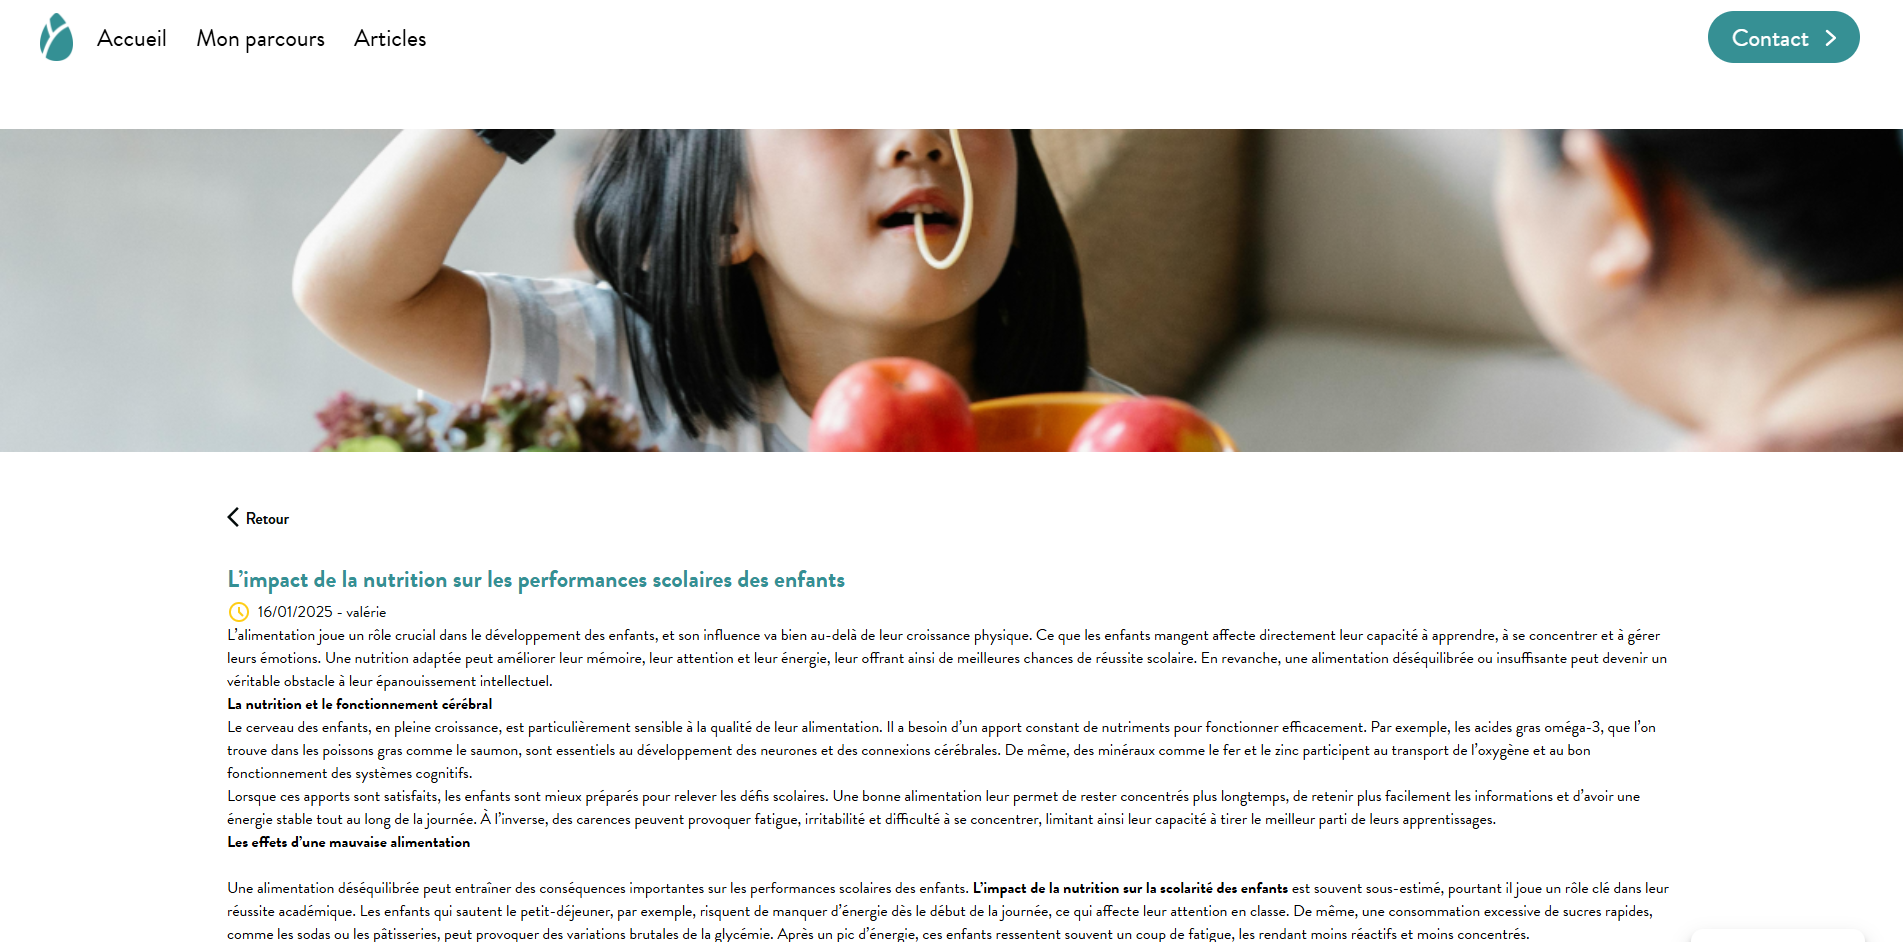 Accueil
Mon parcours
Articles
Contact
Retour
L’impact de la nutrition sur les performances scolaires des enfants
16/01/2025 - valérie
L’alimentation joue un rôle crucial dans le développement des enfants, et son influence va bien au-delà de leur croissance physique. Ce que les enfants mangent affecte directement leur capacité à apprendre, à se concentrer et à gérer
leurs émotions. Une nutrition adaptée peut améliorer leur mémoire, leur attention et leur énergie, leur offrant ainsi de meilleures chances de réussite scolaire. En revanche, une alimentation déséquilibrée ou insuffisante peut devenir un
véritable obstacle à leur épanouissement intellectuel.
La nutrition et le fonctionnement cérébral
Le cerveau des enfants, en pleine croissance, est particulièrement sensible à la qualité de leur alimentation. Il a besoin d’un apport constant de nutriments pour fonctionner efficacement. Par exemple, les acides gras oméga-3, que l’on
trouve dans les poissons gras comme le saumon, sont essentiels au développement des neurones et des connexions cérébrales. De même, des minéraux comme le fer et le zinc participent au transport de l’oxygène et au bon
fonctionnement des systèmes cognitifs.
Lorsque ces apports sont satisfaits, les enfants sont mieux préparés pour relever les défis scolaires. Une bonne alimentation leur permet de rester concentrés plus longtemps, de retenir plus facilement les informations et d’avoir une
énergie stable tout au long de la journée. À l’inverse, des carences peuvent provoquer fatigue, irritabilité et difficulté à se concentrer, limitant ainsi leur capacité à tirer le meilleur parti de leurs apprentissages.
Les effets d’une mauvaise alimentation
Une alimentation déséquilibrée peut entraîner des conséquences importantes sur les performances scolaires des enfants. L’impact de la nutrition sur la scolarité des enfants est souvent sous-estimé, pourtant il joue un rôle clé dans leur
réussite académique. Les enfants qui sautent le petit-déjeuner, par exemple, risquent de manquer d’énergie dès le début de la journée, ce qui affecte leur attention en classe. De même, une consommation excessive de sucres rapides,
comme les sodas ou les pâtisseries, peut provoquer des variations brutales de la glycémie. Après un pic d’énergie, ces enfants ressentent souvent un coup de fatigue, les rendant moins réactifs et moins concentrés.